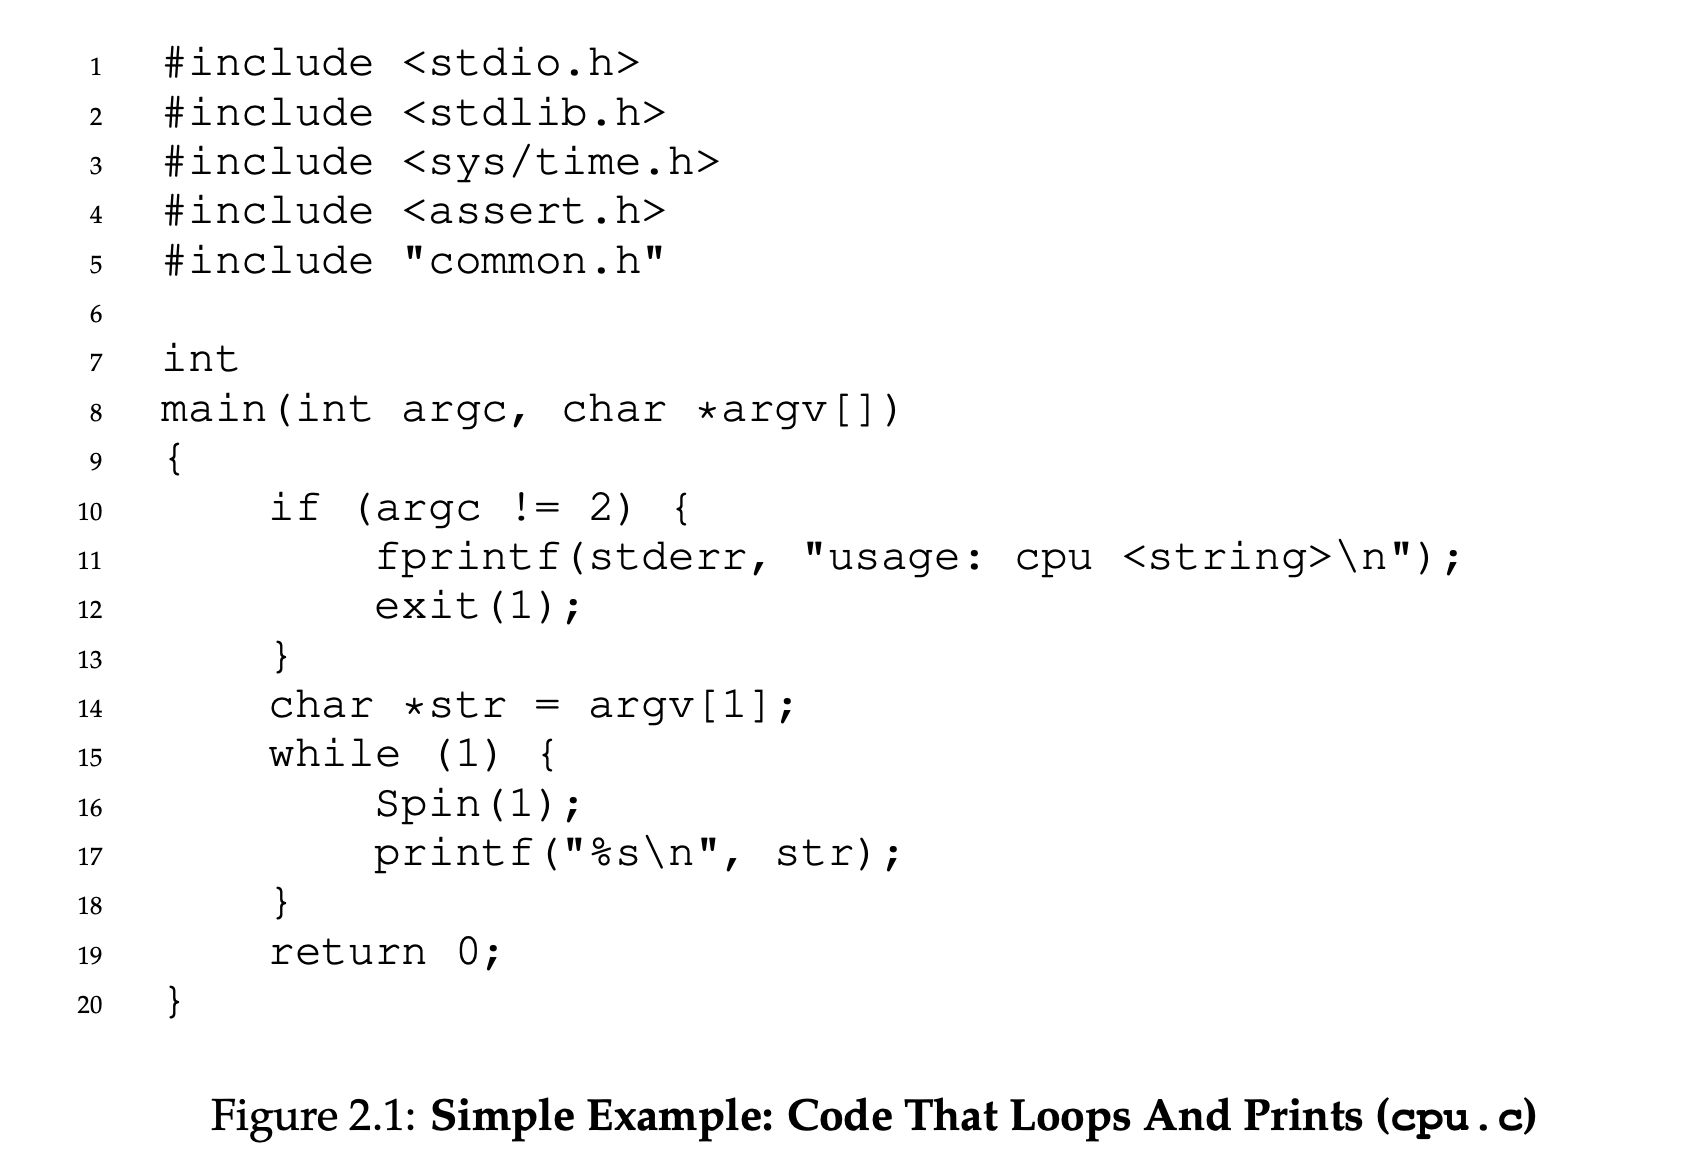 1 #include <stdio.h>
2 #include <stdlib.h>
3 #include <sys/time.h>
4 #include <assert.h>
5 #include "common.h"
6
7 int
8 main(int argc, char *argv[])
9 {
10     if (argc != 2) {
11         fprintf(stderr, "usage: cpu <string>\n");
12         exit(1);
13     }
14     char *str = argv[1];
15     while (1) {
16         Spin(1);
17         printf("%s\n", str);
18     }
19     return 0;
20 }
Figure 2.1: Simple Example: Code That Loops And Prints (cpu.c)